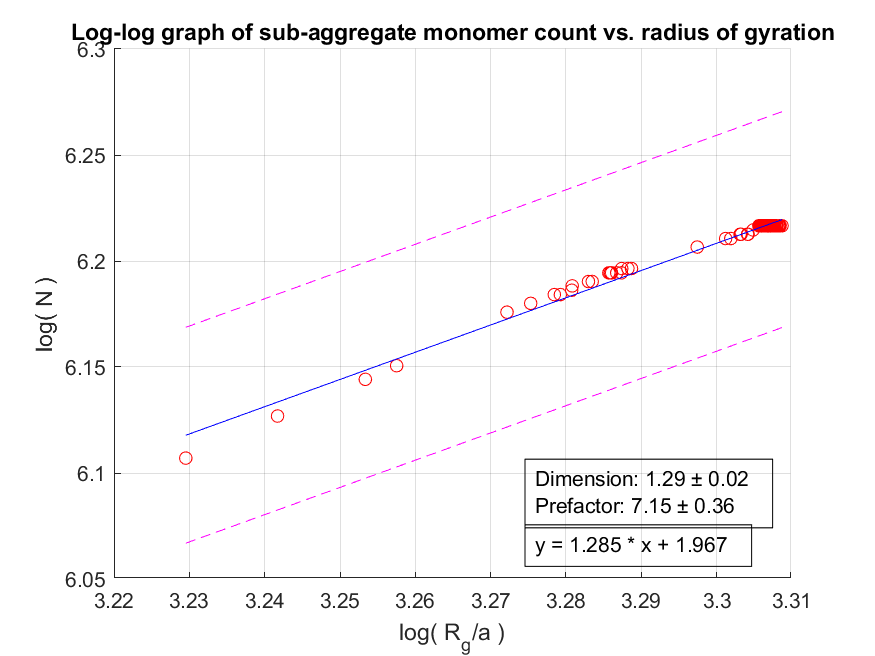 Log-log graph of sub-aggregate monomer count vs. radius of gyration
6.3
6.25
6.2
6.15
6.1
6.05
log( N )
Dimension: 1.29 ± 0.02
Prefactor: 7.15 ± 0.36
y = 1.285 * x + 1.967
3.22 3.23 3.24 3.25 3.26 3.27 3.28 3.29 3.3 3.31
log( R_g/a )